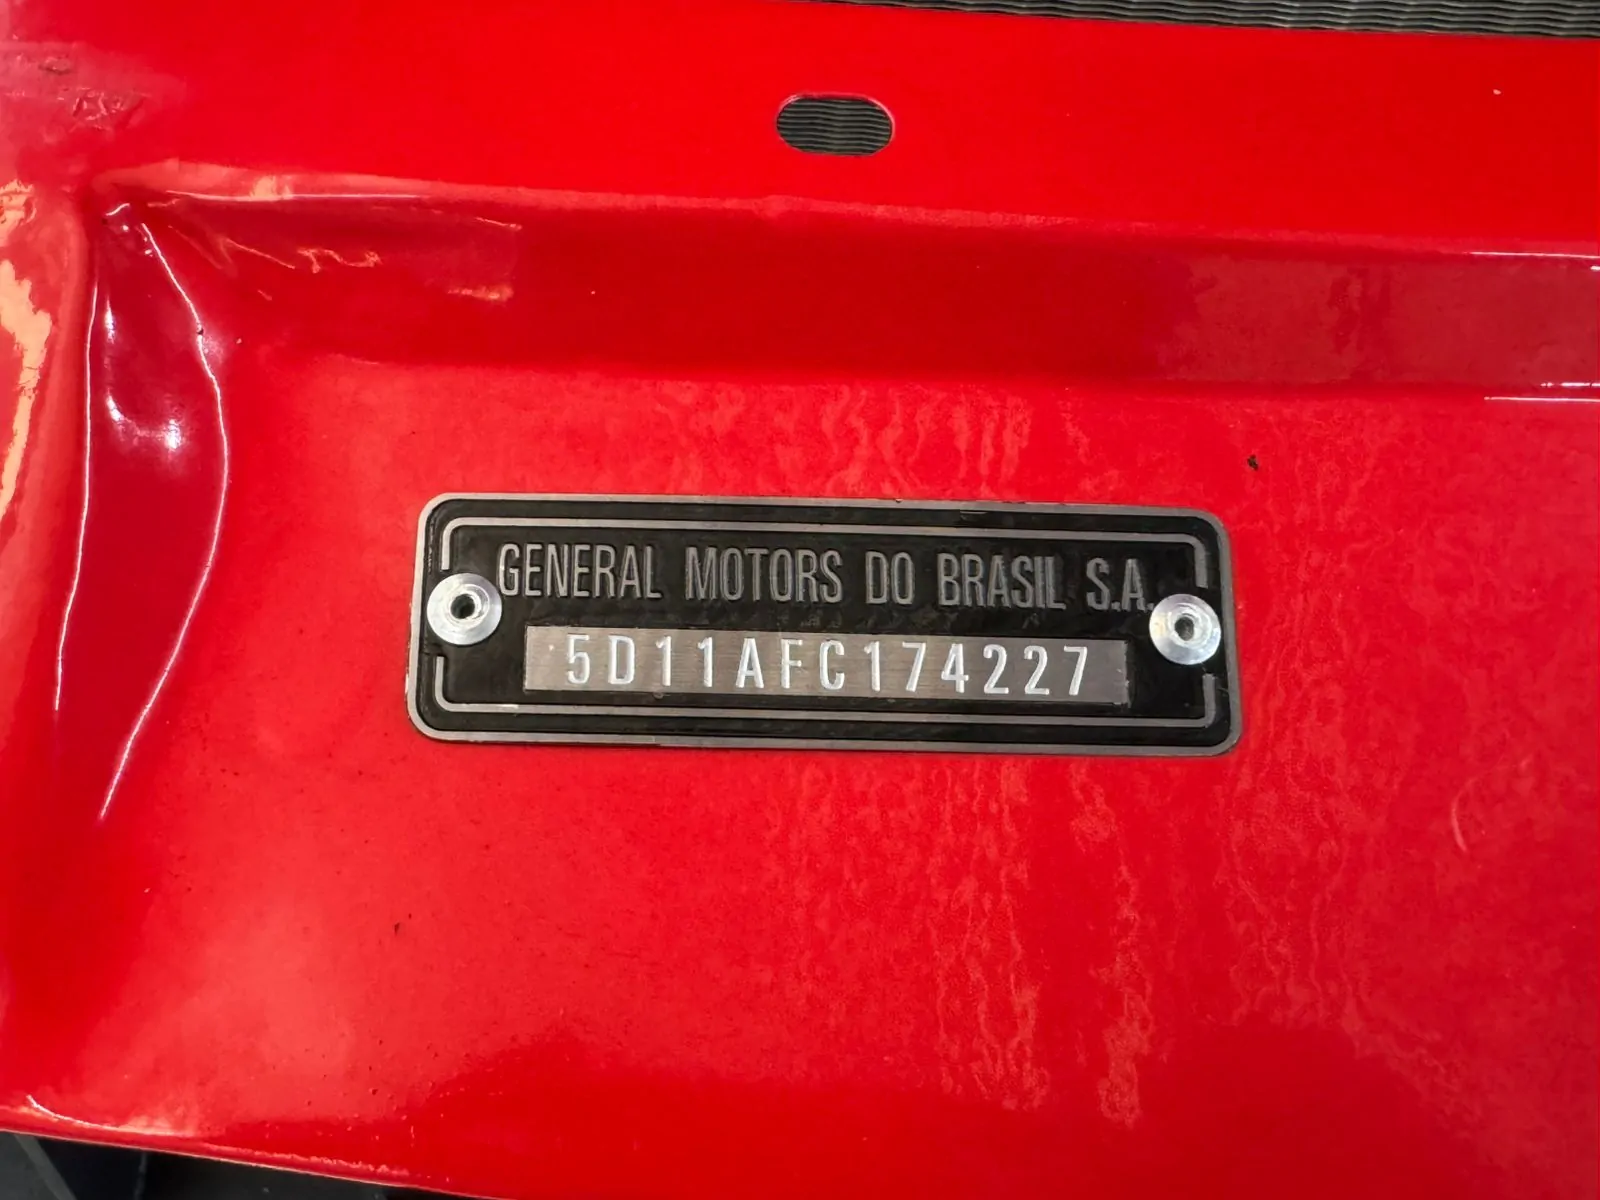 GENERAL MOTORS DO BRASIL S.A.
5D11AFC174227